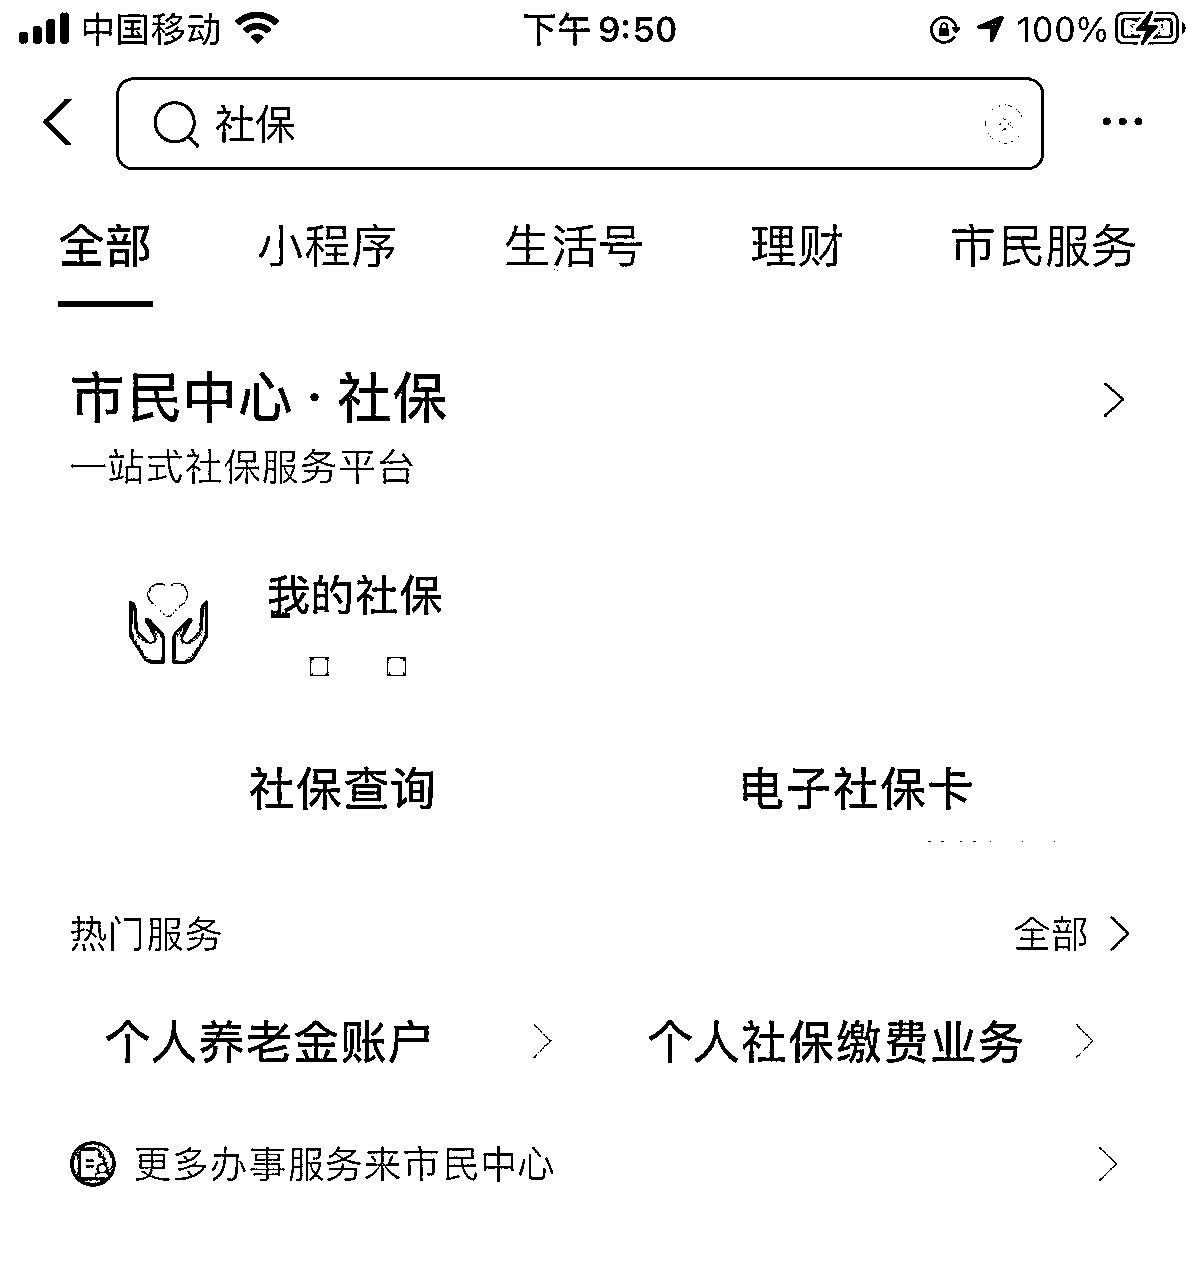 中国移动 下午9:50 100%
社保
全部 小程序 生活号 理财 市民服务
市民中心·社保
一站式社保服务平台
我的社保
社保查询 电子社保卡
热门服务 全部
个人养老金账户 个人社保缴费业务
更多办事服务来市民中心